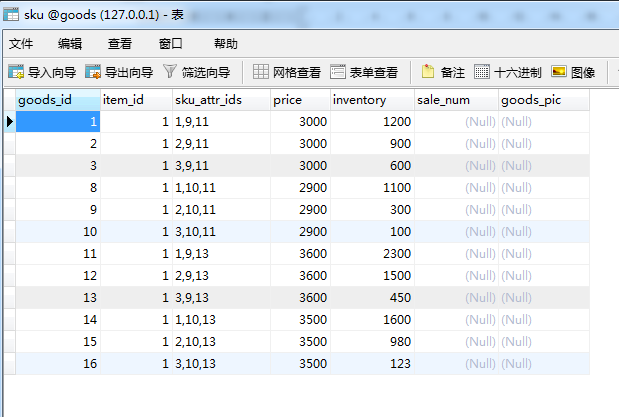 sku @goods (127.0.0.1) - 表
文件 编辑 查看 窗口 帮助
导入向导 导出向导 筛选向导 网格查看 表单查看 备注 十六进制 图像
goods_id item_id sku_attr_ids price inventory sale_num goods_pic
1 1 1,9,11 3000 1200 (Null) (Null)
2 1 2,9,11 3000 900 (Null) (Null)
3 1 3,9,11 3000 600 (Null) (Null)
8 1 1,10,11 2900 1100 (Null) (Null)
9 1 2,10,11 2900 300 (Null) (Null)
10 1 3,10,11 2900 100 (Null) (Null)
11 1 1,9,13 3600 2300 (Null) (Null)
12 1 2,9,13 3600 1500 (Null) (Null)
13 1 3,9,13 3600 450 (Null) (Null)
14 1 1,10,13 3500 1600 (Null) (Null)
15 1 2,10,13 3500 980 (Null) (Null)
16 1 3,10,13 3500 123 (Null) (Null)